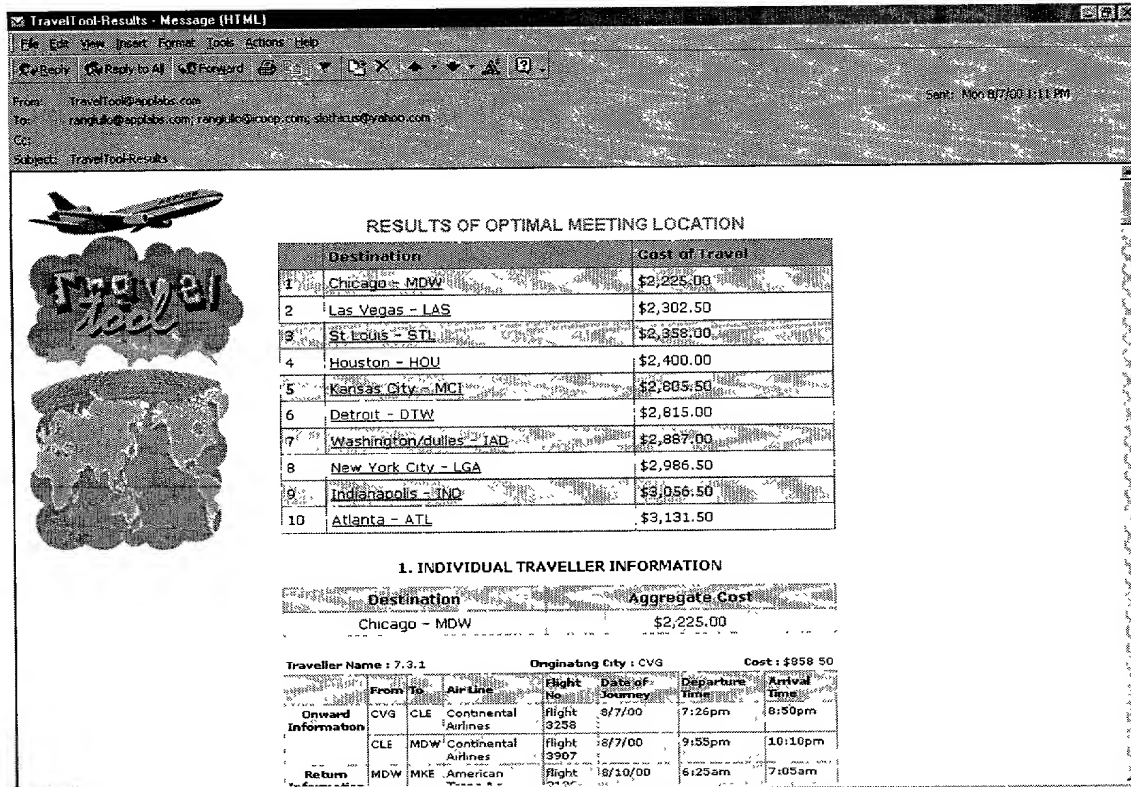 TravelTool-Results - Message (HTML)
File Edit View Insert Format Tools Actions Help
Reply Reply to All Forward
From: TravelTool@applabs.com
Sent: Mon 8/7/00 1:11 PM
To: rangiullo@applabs.com; rangiullo@icoop.com; slothicus@yahoo.com
Cc:
Subject: TravelTool-Results
Travel
tool
RESULTS OF OPTIMAL MEETING LOCATION
Destination Cost of Travel
1 Chicago - MDW $2,225.00
2 Las Vegas - LAS $2,302.50
3 St Louis - STL $2,358.00
4 Houston - HOU $2,400.00
5 Kansas City - MCI $2,805.50
6 Detroit - DTW $2,815.00
7 Washington/dulles - IAD $2,887.00
8 New York City - LGA $2,986.50
9 Indianapolis - IND $3,056.50
10 Atlanta - ATL $3,131.50
1. INDIVIDUAL TRAVELLER INFORMATION
Destination Aggregate Cost
Chicago - MDW $2,225.00
Traveller Name : 7.3.1 Originating City : CVG Cost : $858 50
From To Air Line Flight No Date of Journey Departure Time Arrival Time
Onward Information CVG CLE Continental Airlines flight 3258 8/7/00 7:26pm 8:50pm
CLE MDW Continental Airlines flight 3907 8/7/00 9:55pm 10:10pm
Return MDW MKE American flight 8/10/00 6:25am 7:05am